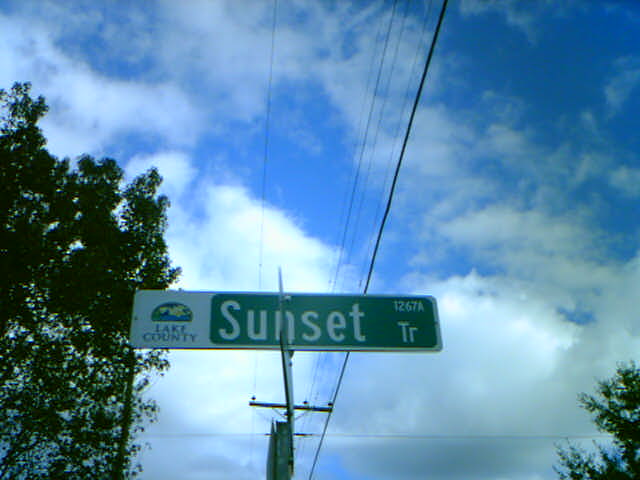 LAKE
COUNTY
Sunset
1267A
Tr